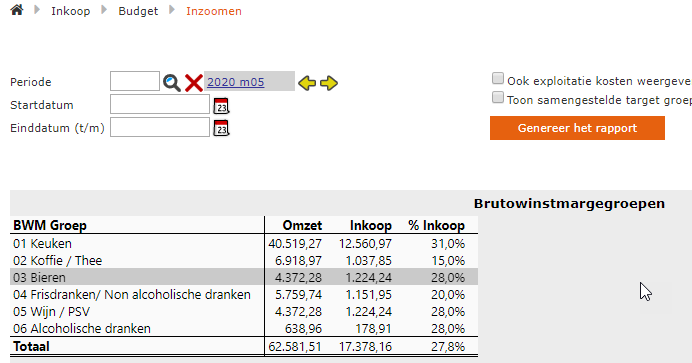 Inkoop Budget Inzoomen
Periode 2020 m05
Ook exploitatie kosten weergeve
Startdatum 23
Toon samengestelde target groep
Einddatum (t/m) 23
Genereer het rapport
Brutowinstmargegroepen
BWM Groep Omzet Inkoop % Inkoop
01 Keuken 40.519,27 12.560,97 31,0%
02 Koffie / Thee 6.918,97 1.037,85 15,0%
03 Bieren 4.372,28 1.224,24 28,0%
04 Frisdranken/ Non alcoholische dranken 5.759,74 1.151,95 20,0%
05 Wijn / PSV 4.372,28 1.224,24 28,0%
06 Alcoholische dranken 638,96 178,91 28,0%
Totaal 62.581,51 17.378,16 27,8%